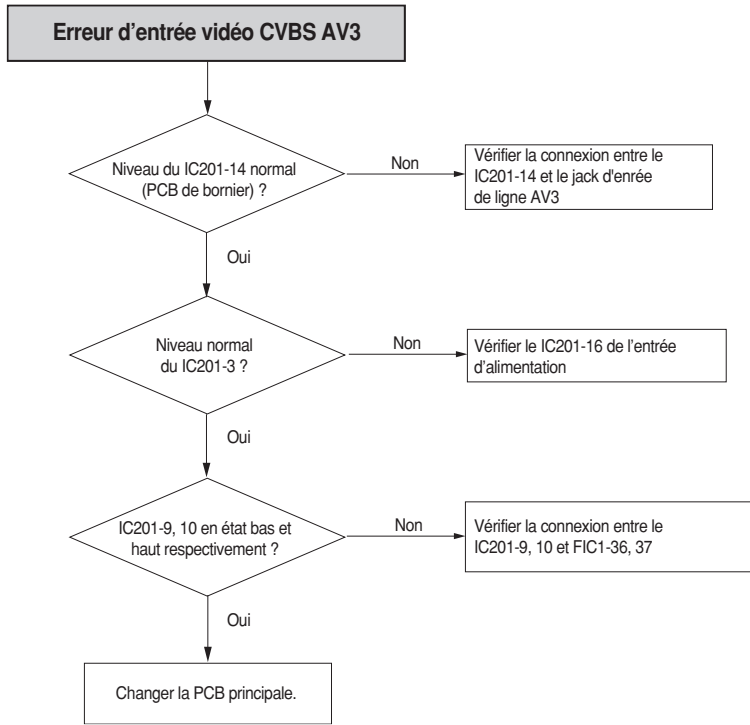 Erreur d’entrée vidéo CVBS AV3
Niveau du IC201-14 normal
(PCB de bornier) ?
Non
Vérifier la connexion entre le
IC201-14 et le jack d'enrée
de ligne AV3
Oui
Niveau normal
du IC201-3 ?
Non
Vérifier le IC201-16 de l’entrée
d’alimentation
Oui
IC201-9, 10 en état bas et
haut respectivement ?
Non
Vérifier la connexion entre le
IC201-9, 10 et FIC1-36, 37
Oui
Changer la PCB principale.